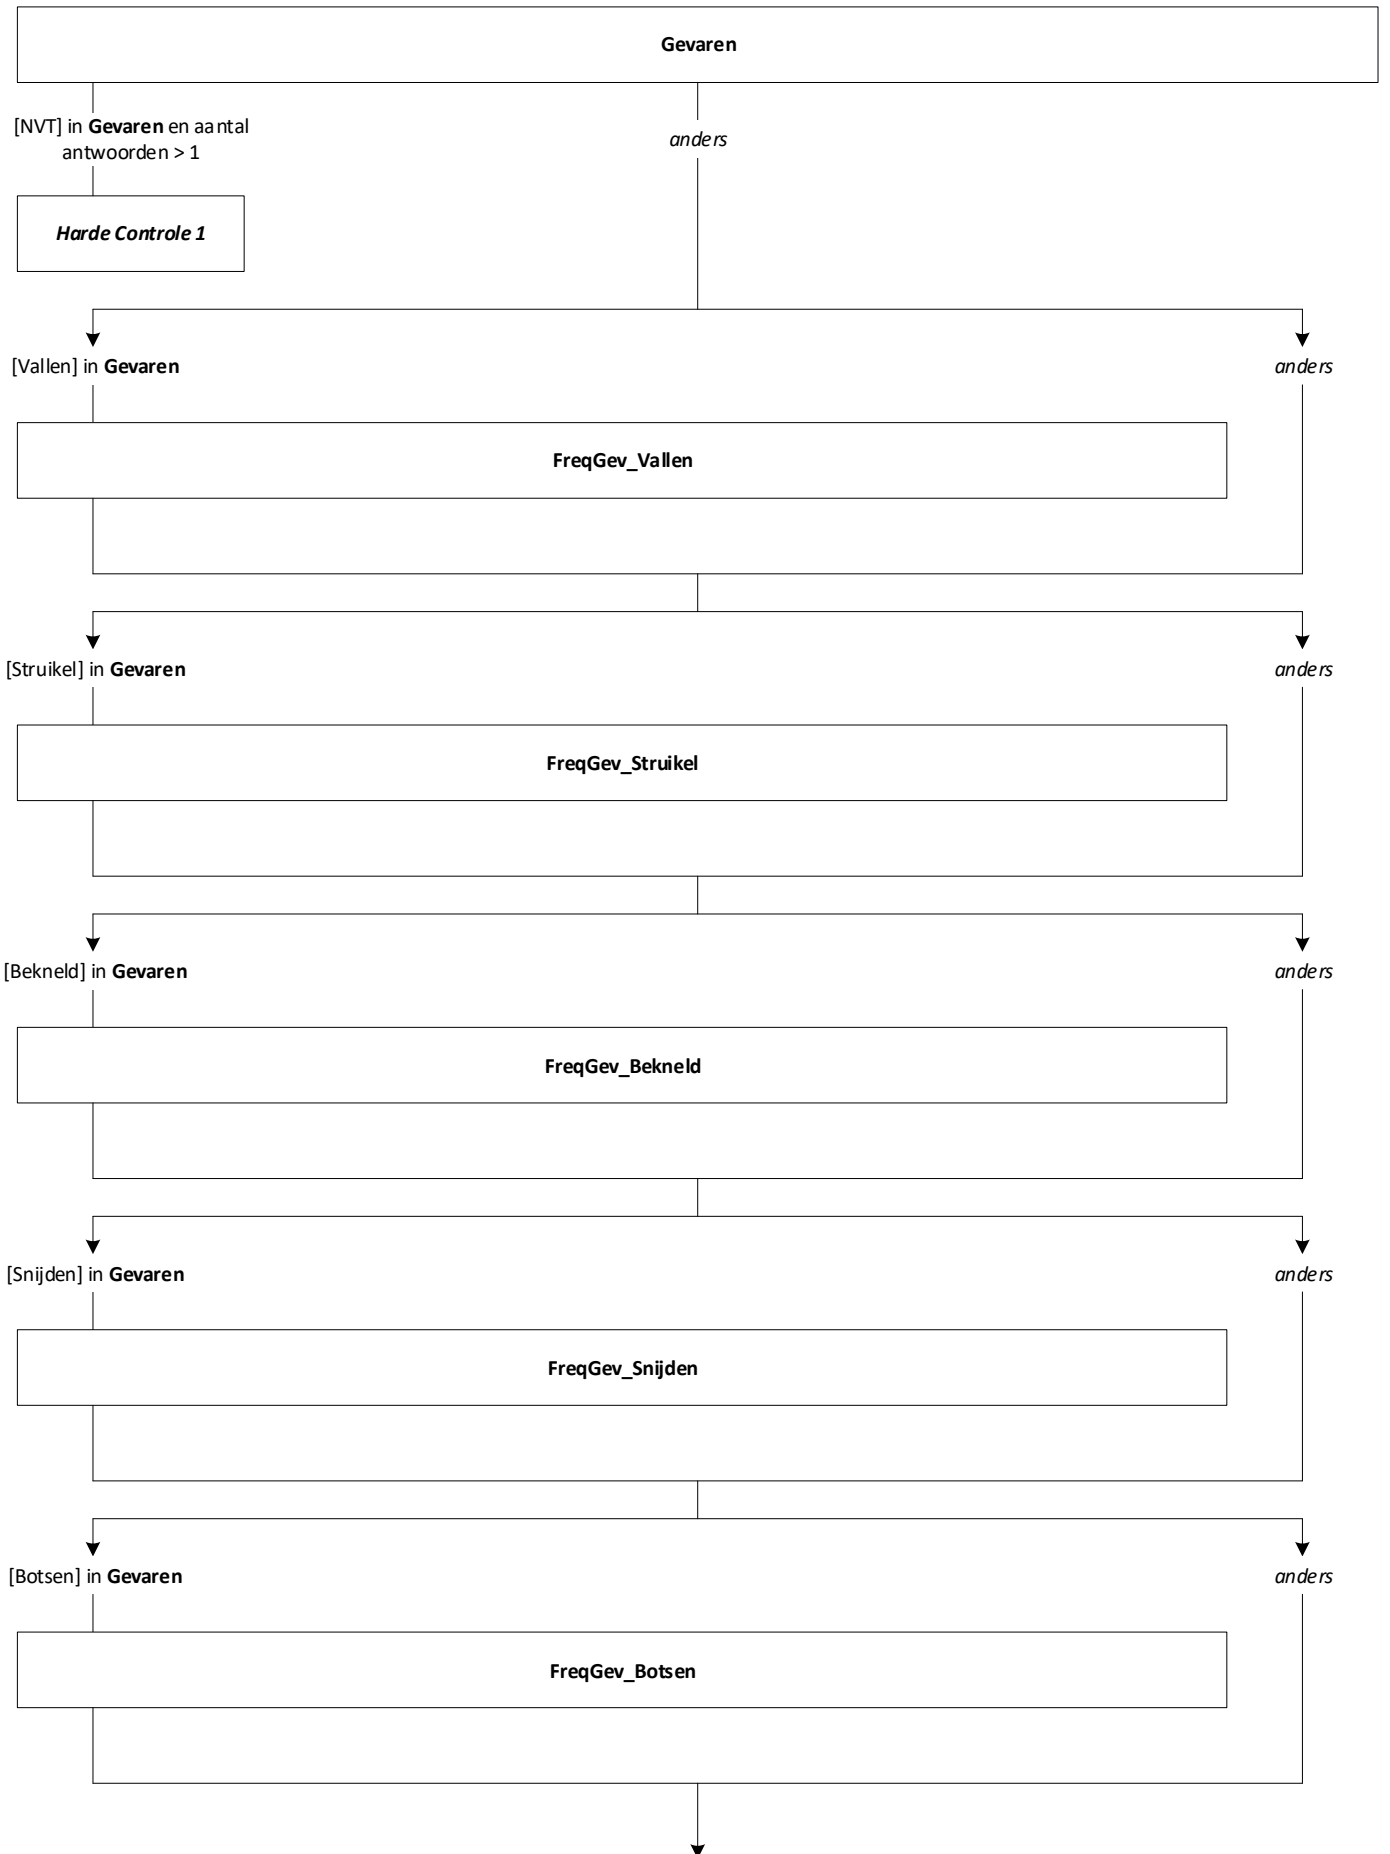 Gevaren
[NVT] in Gevaren en aantal
antwoorden > 1
anders
Harde Controle 1
[Vallen] in Gevaren
anders
FreqGev_Vallen
[Struikel] in Gevaren
anders
FreqGev_Struikel
[Bekneld] in Gevaren
anders
FreqGev_Bekneld
[Snijden] in Gevaren
anders
FreqGev_Snijden
[Botsen] in Gevaren
anders
FreqGev_Botsen